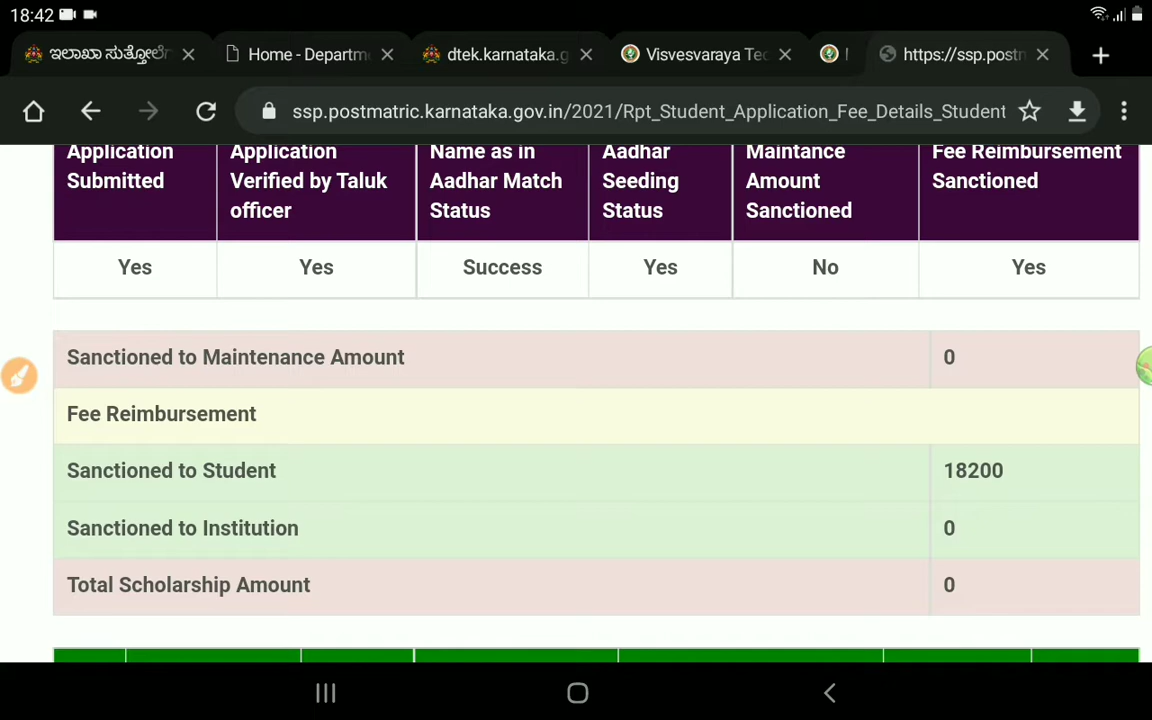 18:42
ಇಲಾಖಾ ಸುತ್ತೋಲೆ
Home - Departm
dtek.karnataka.g
Visvesvaraya Tec
https://ssp.postn
ssp.postmatric.karnataka.gov.in/2021/Rpt_Student_Application_Fee_Details_Student
Application Submitted
Application Verified by Taluk officer
Name as in Aadhar Match Status
Aadhar Seeding Status
Maintance Amount Sanctioned
Fee Reimbursement Sanctioned
Yes
Yes
Success
Yes
No
Yes
Sanctioned to Maintenance Amount 0
Fee Reimbursement
Sanctioned to Student 18200
Sanctioned to Institution 0
Total Scholarship Amount 0